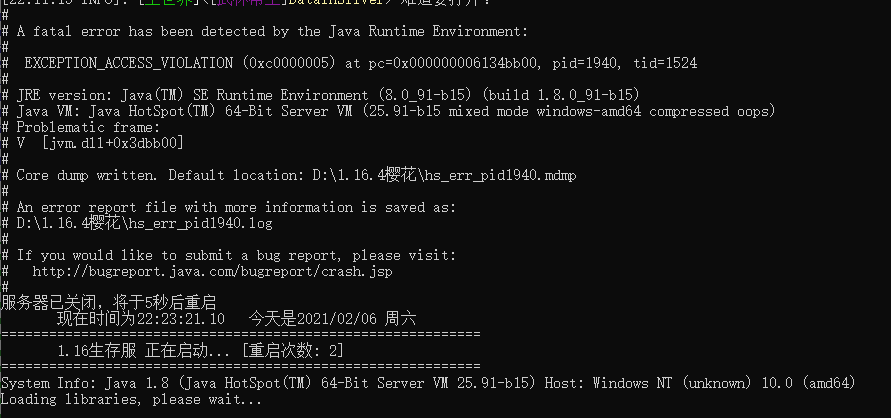 #
# A fatal error has been detected by the Java Runtime Environment:
#
#  EXCEPTION_ACCESS_VIOLATION (0xc0000005) at pc=0x000000006134bb00, pid=1940, tid=1524
#
# JRE version: Java(TM) SE Runtime Environment (8.0_91-b15) (build 1.8.0_91-b15)
# Java VM: Java HotSpot(TM) 64-Bit Server VM (25.91-b15 mixed mode windows-amd64 compressed oops)
# Problematic frame:
# V  [jvm.dll+0x3dbb00]
#
# Core dump written. Default location: D:\1.16.4樱花\hs_err_pid1940.mdmp
#
# An error report file with more information is saved as:
# D:\1.16.4樱花\hs_err_pid1940.log
#
# If you would like to submit a bug report, please visit:
#   http://bugreport.java.com/bugreport/crash.jsp
#
服务器已关闭，将于5秒后重启
现在时间为22:23:21.10   今天是2021/02/06 周六
============================================================
1.16生存服 正在启动... [重启次数: 2]
============================================================
System Info: Java 1.8 (Java HotSpot(TM) 64-Bit Server VM 25.91-b15) Host: Windows NT (unknown) 10.0 (amd64)
Loading libraries, please wait...